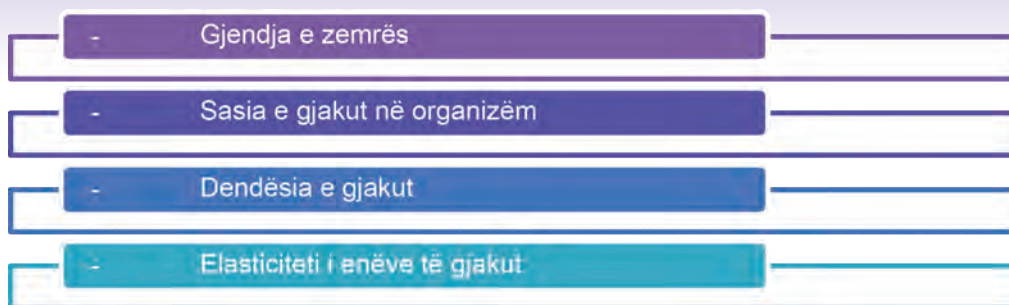 - Gjendja e zemrës
- Sasia e gjakut në organizëm
- Dendësia e gjakut
- Elasticiteti i enëve të gjakut